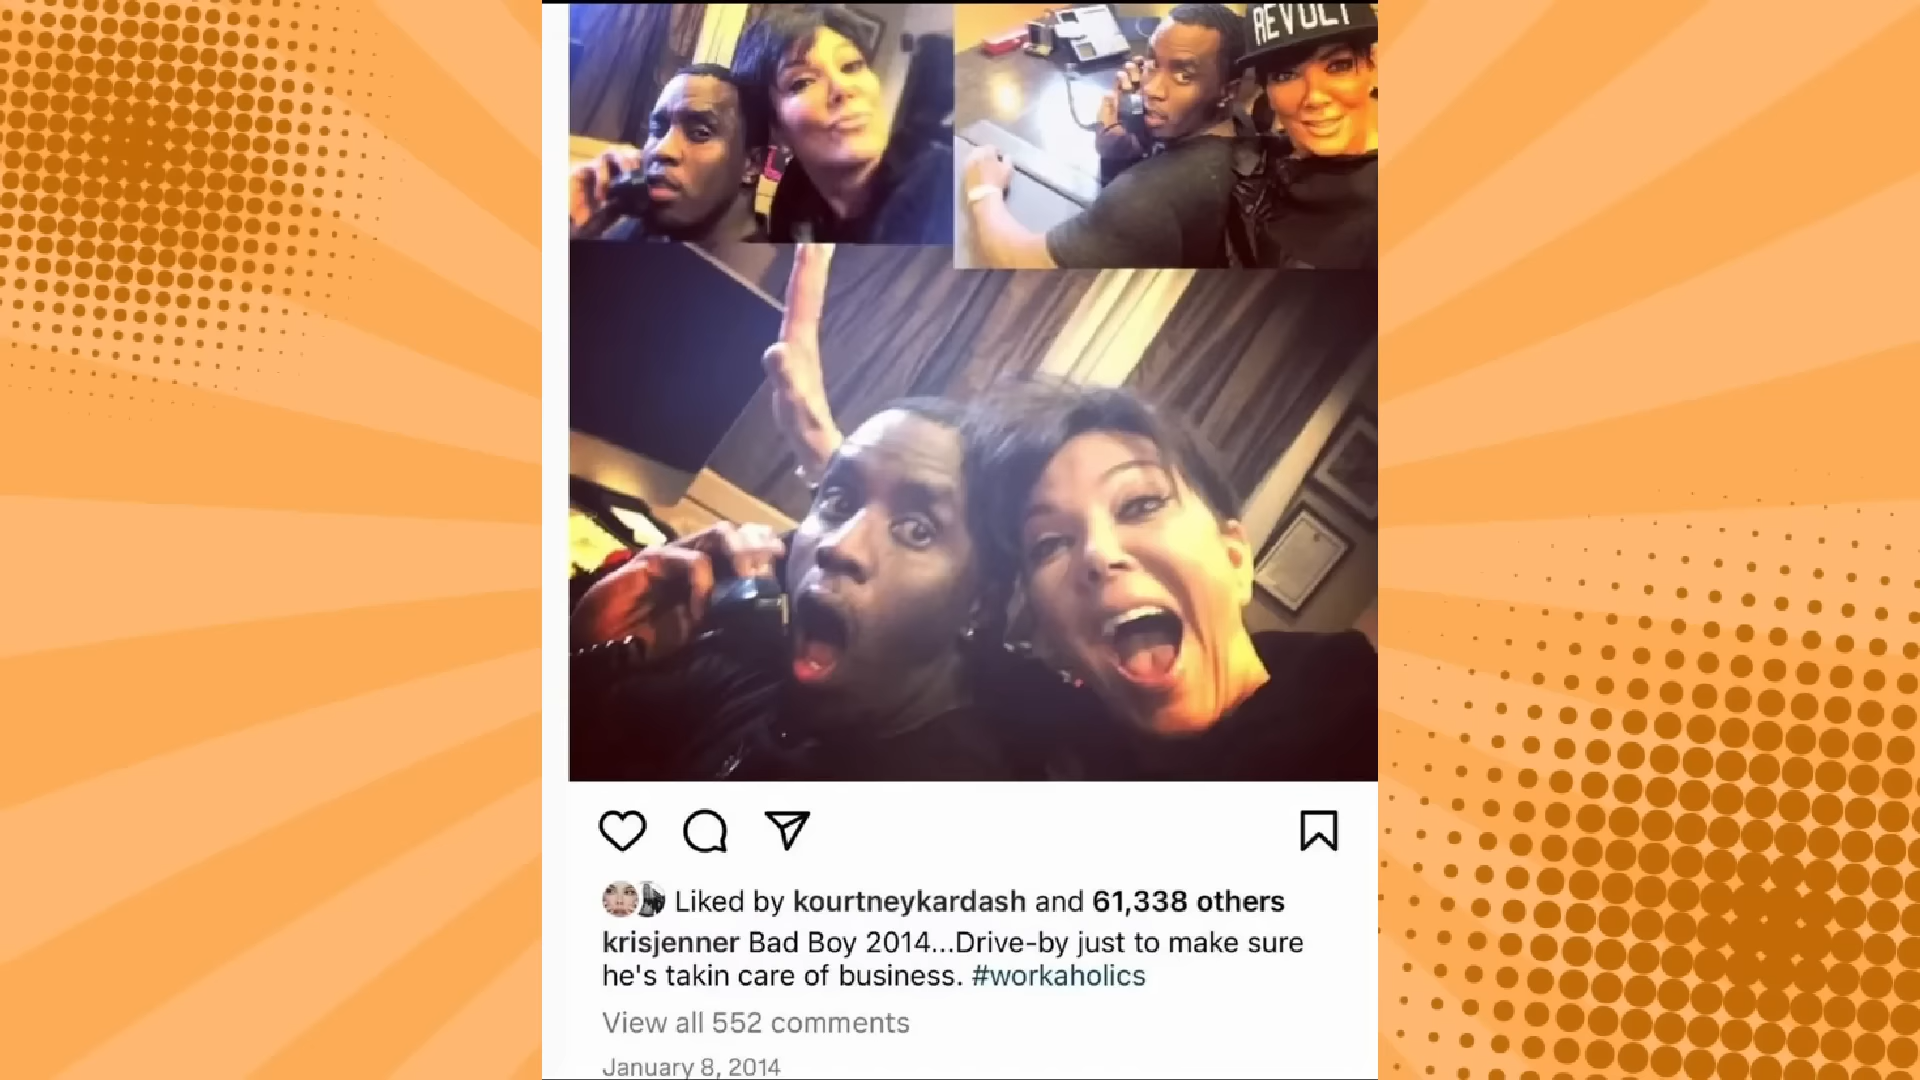 REVOLT
Liked by kourtneykardash and 61,338 others
krisjenner Bad Boy 2014...Drive-by just to make sure
he's takin care of business. #workaholics
View all 552 comments
January 8, 2014